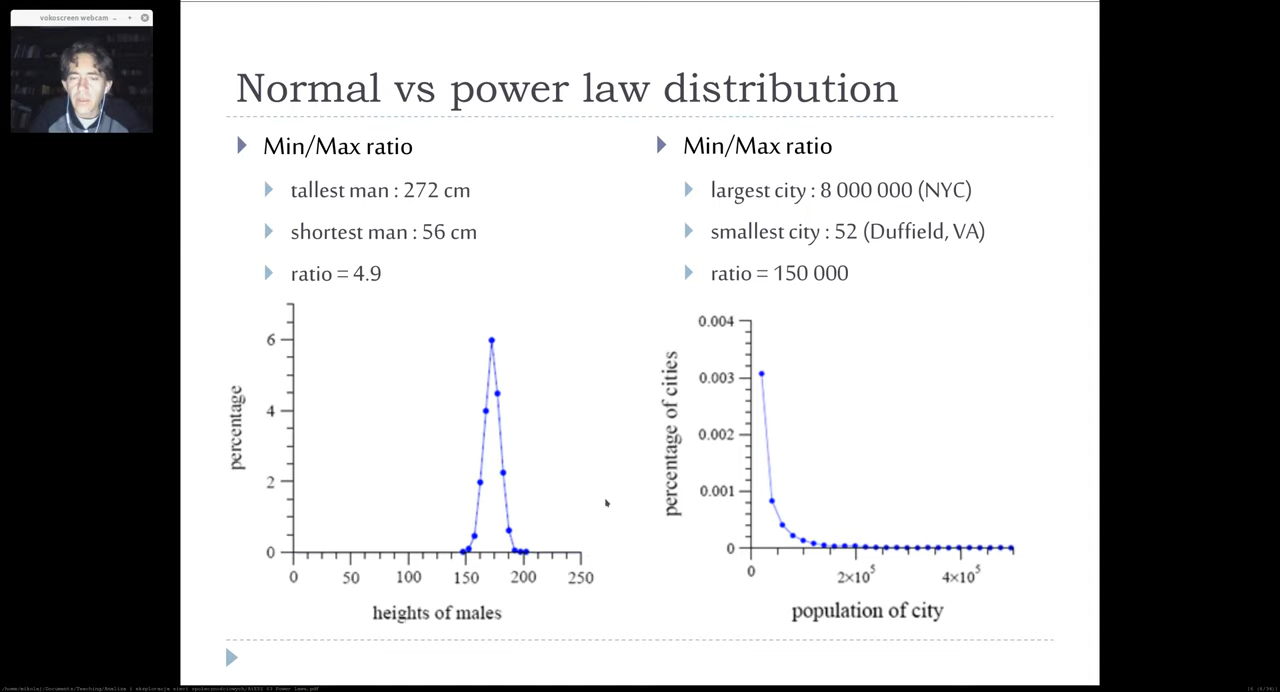 vokoscreen webcam
Normal vs power law distribution
Min/Max ratio
tallest man : 272 cm
shortest man : 56 cm
ratio = 4.9
Min/Max ratio
largest city : 8 000 000 (NYC)
smallest city : 52 (Duffield, VA)
ratio = 150 000
percentage
6
4
2
0
0 50 100 150 200 250
heights of males
percentage of cities
0.004
0.003
0.002
0.001
0
0 2×10⁵ 4×10⁵
population of city